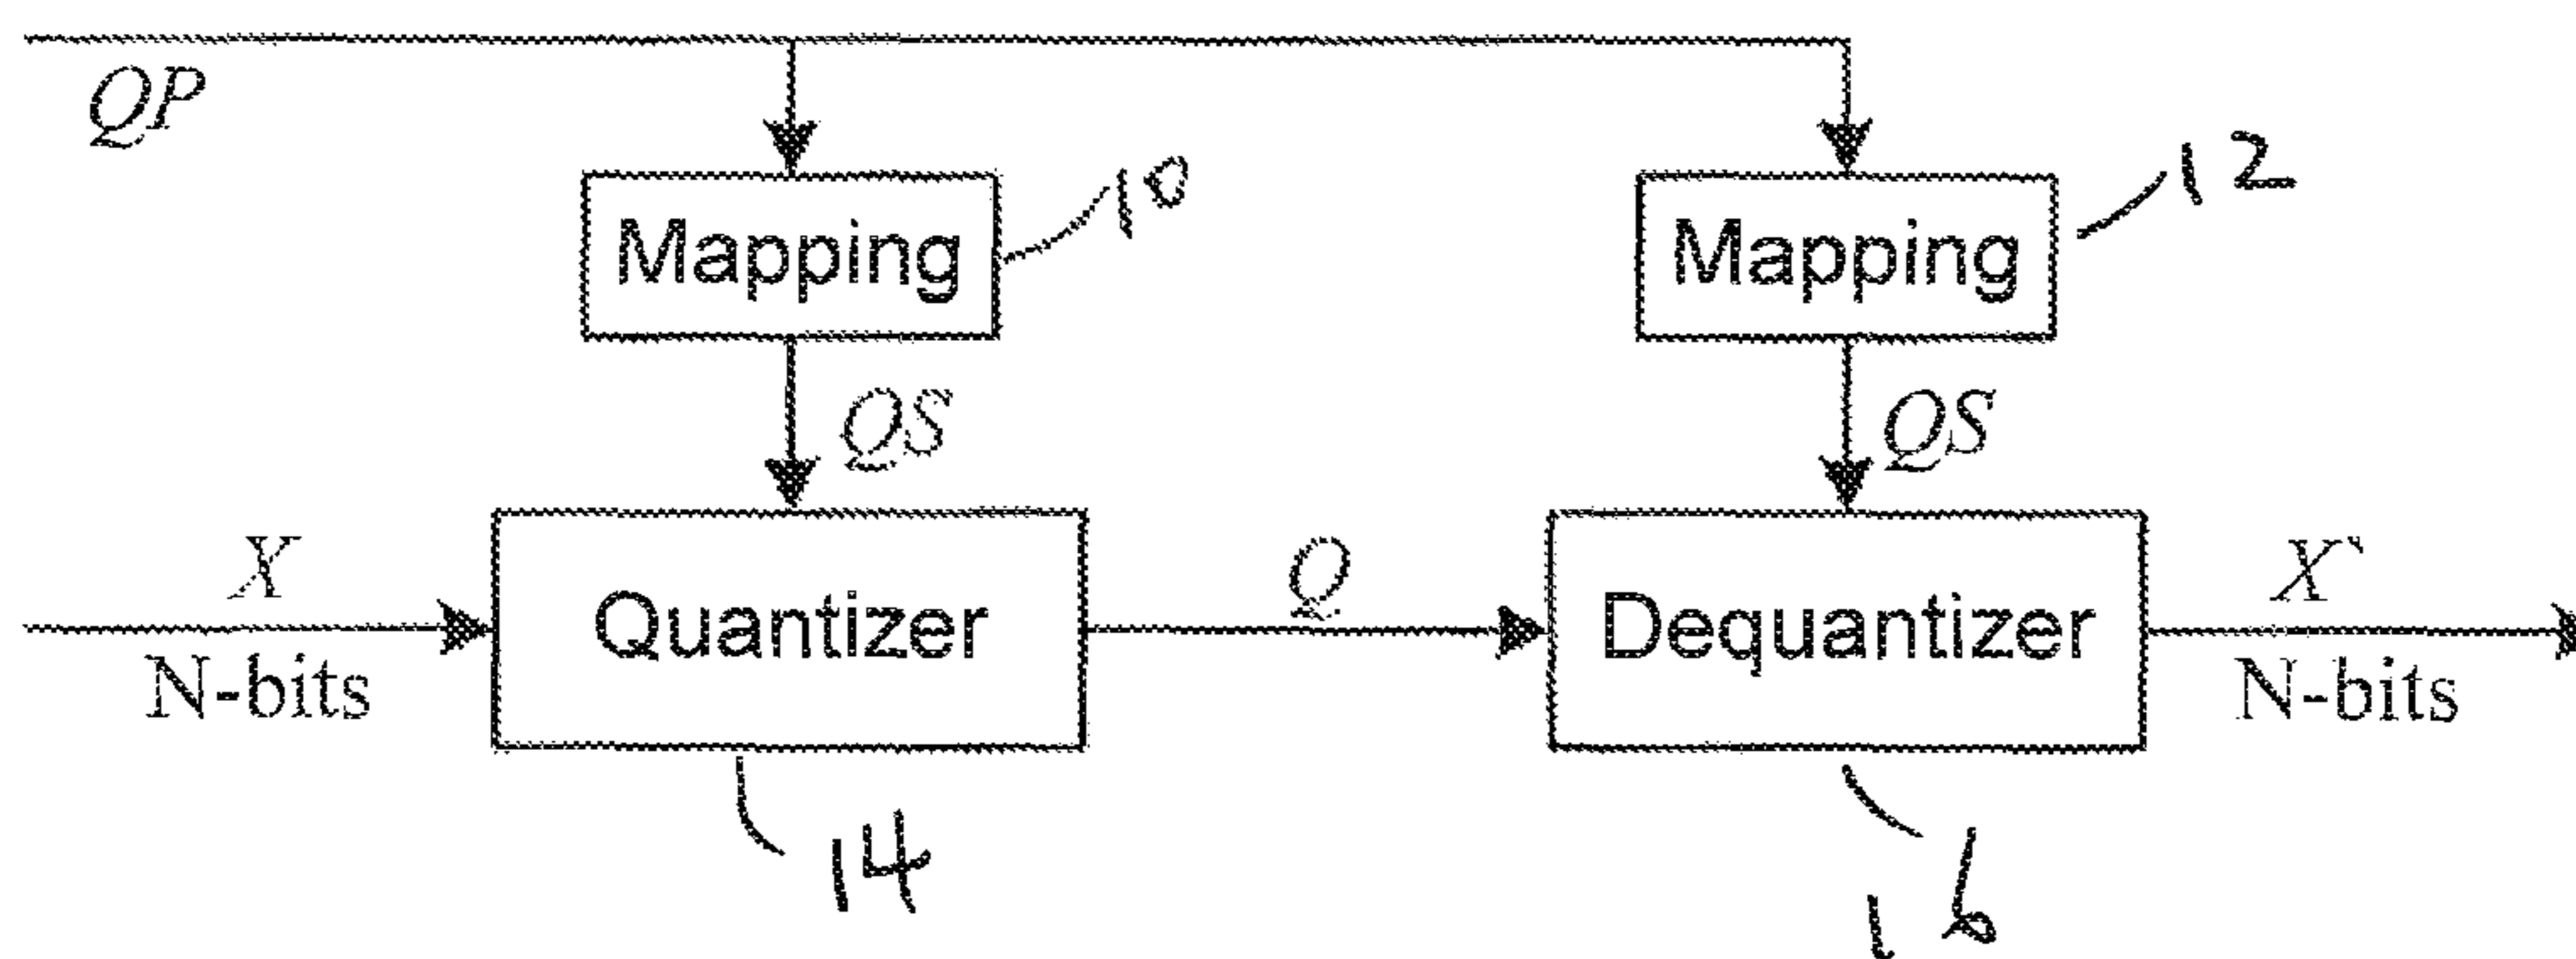 QP
Mapping 10
Mapping 12
QS
QS
X
N-bits
Quantizer
Q
Dequantizer
X`
N-bits
14
16